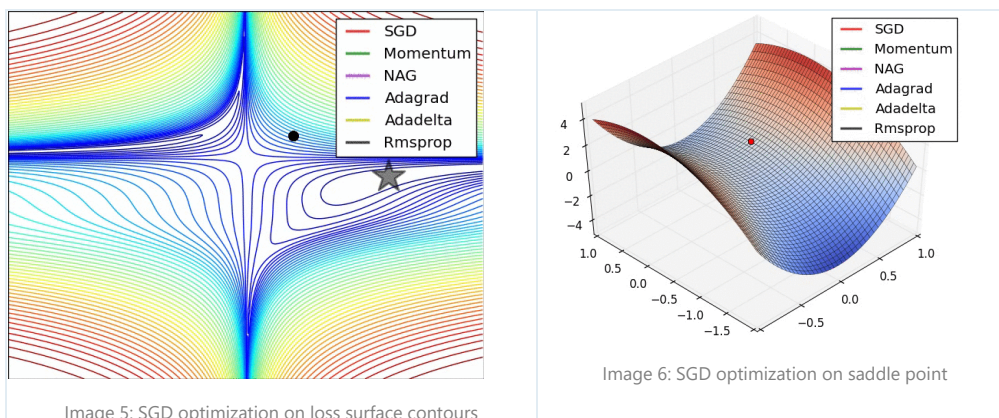 SGD
Momentum
NAG
Adagrad
Adadelta
Rmsprop
Image 5: SGD optimization on loss surface contours
SGD
Momentum
NAG
Adagrad
Adadelta
Rmsprop
4
2
0
−2
−4
1.0
0.5
0.0
−0.5
−1.0
−1.5
−0.5
0.0
0.5
1.0
Image 6: SGD optimization on saddle point